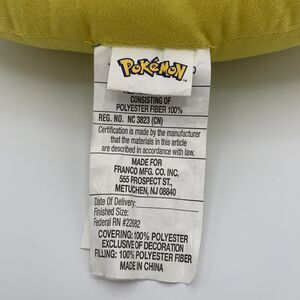 POKéMON
CONSISTING OF
POLYESTER FIBER 100%
REG. NO. NC 3823 (CN)
Certification is made by the manufacturer
that the materials in this article
are described in accordance with law.
MADE FOR
FRANCO MFG. CO. INC.
555 PROSPECT ST.,
METUCHEN, NJ 08840
Date Of Delivery:
Finished Size:
Federal RN #22682
COVERING: 100% POLYESTER
EXCLUSIVE OF DECORATION
FILLING: 100% POLYESTER FIBER
MADE IN CHINA